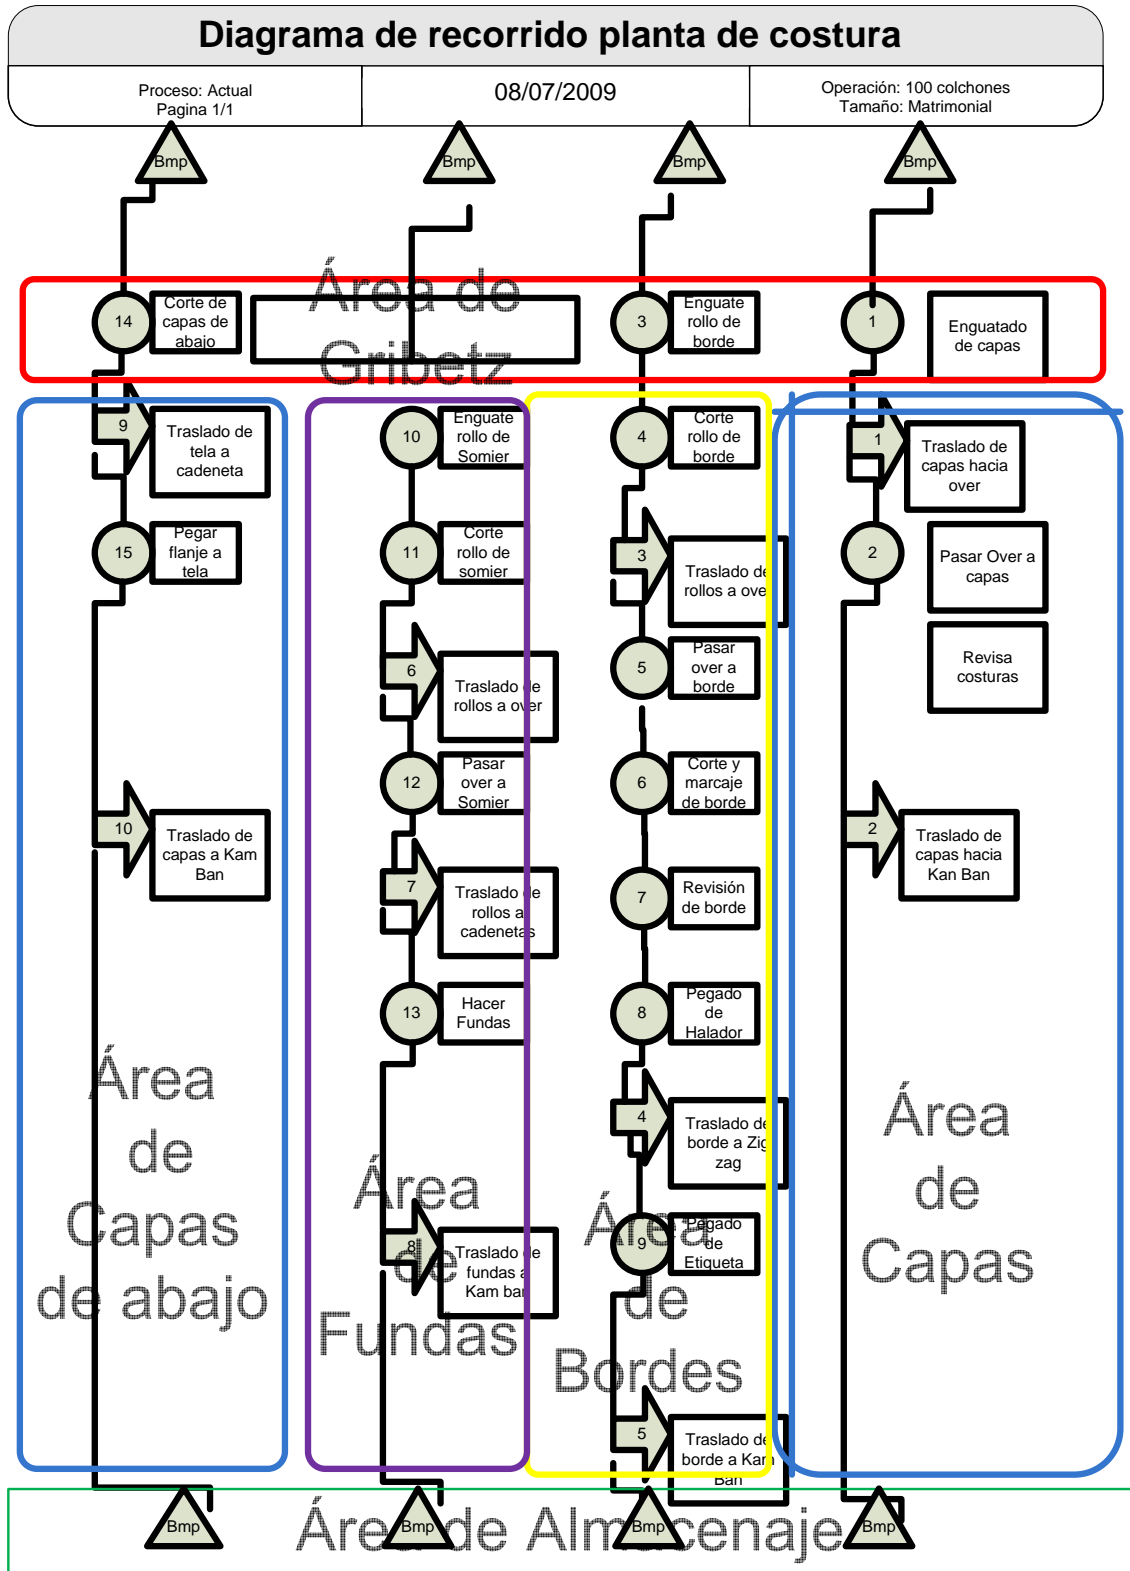 Diagrama de recorrido planta de costura
Proceso: Actual
Pagina 1/1
08/07/2009
Operación: 100 colchones
Tamaño: Matrimonial
Bmp
Bmp
Bmp
Bmp
Área de
Gribetz
14
Corte de
capas de
abajo
3
Enguate
rollo de
borde
1
Enguatado
de capas
9
Traslado de
tela a
cadeneta
10
Enguate
rollo de
Somier
4
Corte
rollo de
borde
1
Traslado de
capas hacia
over
15
Pegar
flanje a
tela
11
Corte
rollo de
somier
3
Traslado de
rollos a over
2
Pasar Over a
capas
Revisa
costuras
6
Traslado de
rollos a over
5
Pasar
over a
borde
12
Pasar
over a
Somier
6
Corte y
marcaje
de borde
10
Traslado de
capas a Kam
Ban
2
Traslado de
capas hacia
Kan Ban
7
Traslado de
rollos a
cadenetas
7
Revisión
de borde
13
Hacer
Fundas
8
Pegado
de
Halador
4
Traslado de
borde a Zig
zag
8
Traslado de
fundas a
Kam ban
9
Pegado
de
Etiqueta
5
Traslado de
borde a Kam
Ban
Área
de
Capas
de abajo
Área
de
Fundas
Área
de
Bordes
Área
de
Capas
Área de Almacenaje
Bmp
Bmp
Bmp
Bmp